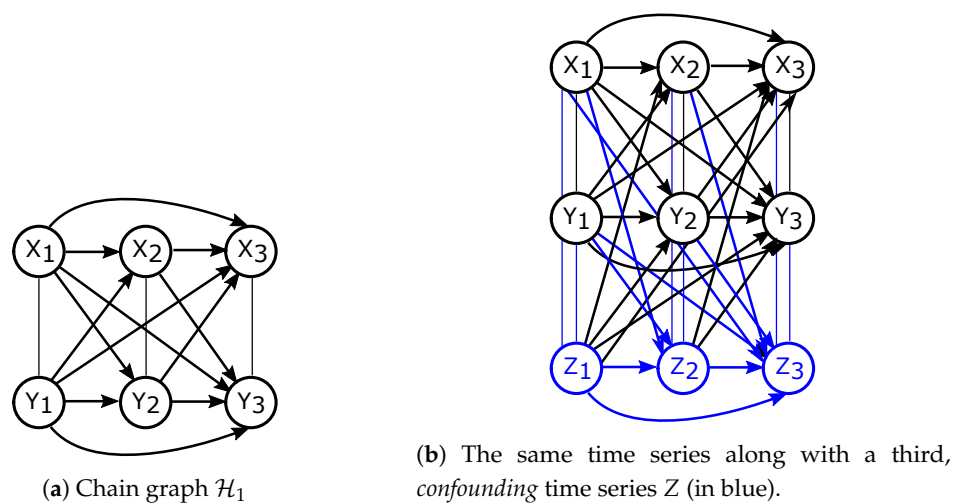 X1 X2 X3
Y1 Y2 Y3
(a) Chain graph H1
X1 X2 X3
Y1 Y2 Y3
Z1 Z2 Z3
(b) The same time series along with a third,
confounding time series Z (in blue).